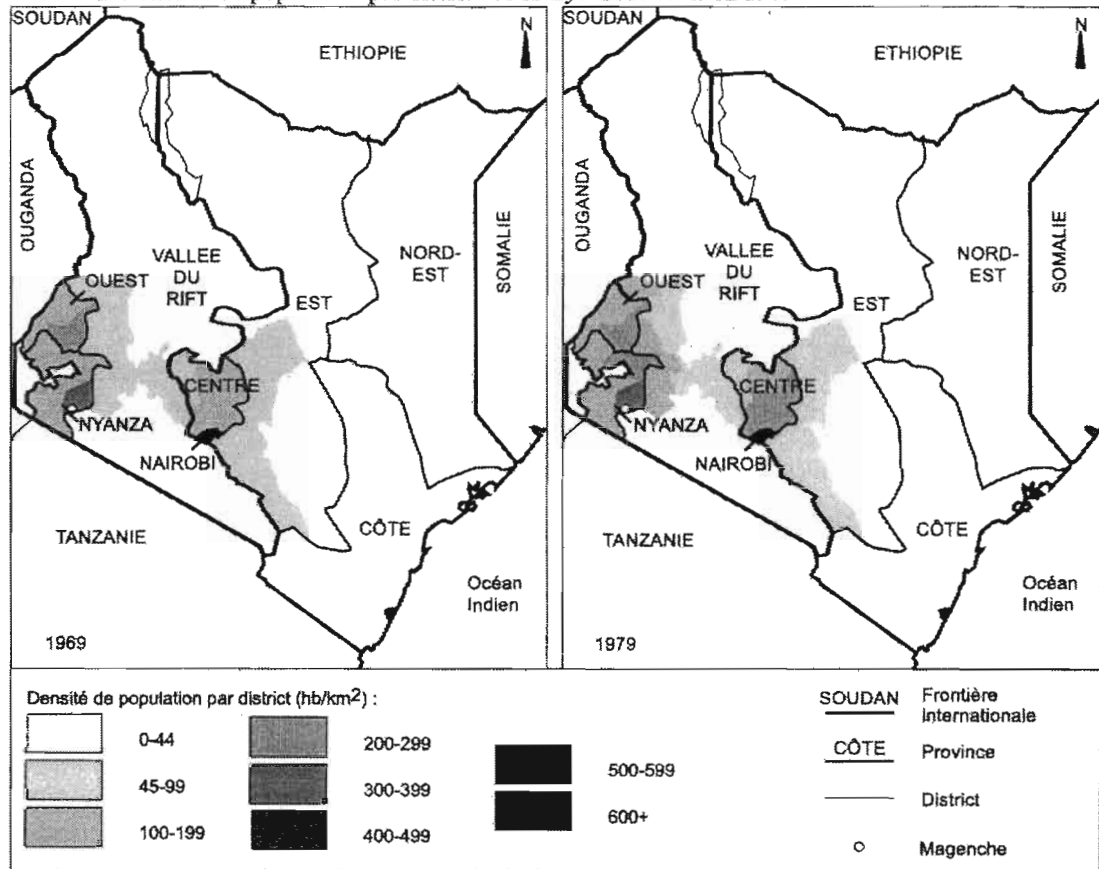 SOUDAN
ETHIOPIE
N
OUGANDA
VALLEE
DU
RIFT
NORD-
EST
SOMALIE
OUEST
EST
CENTRE
NYANZA
NAIROBI
TANZANIE
CÔTE
Océan
Indien
1969
SOUDAN
ETHIOPIE
N
OUGANDA
VALLEE
DU
RIFT
NORD-
EST
SOMALIE
OUEST
EST
CENTRE
NYANZA
NAIROBI
TANZANIE
CÔTE
Océan
Indien
1979
Densité de population par district (hb/km2) :
0-44
45-99
100-199
200-299
300-399
400-499
500-599
600+
SOUDAN Frontière
Internationale
CÔTE Province
District
Magenche